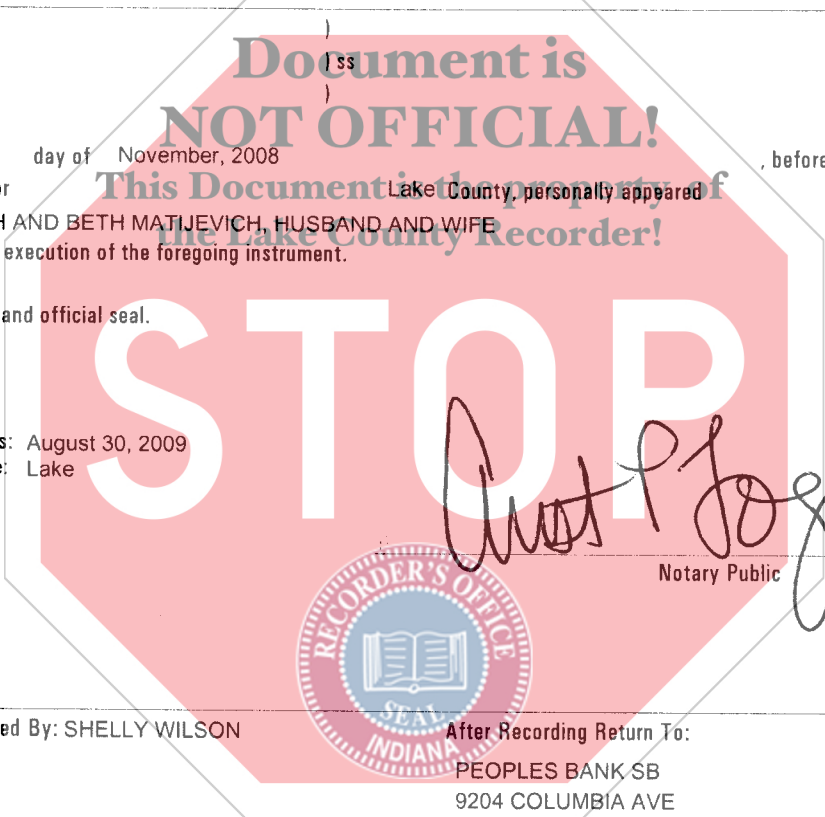 )
) ss
)
Document is
NOT OFFICIAL!
This Document is the property of
the Lake County Recorder!
day of November, 2008 , before
Lake County, personally appeared
H AND BETH MATIJEVICH, HUSBAND AND WIFE
execution of the foregoing instrument.
and official seal.
STOP
s: August 30, 2009
e: Lake
Notary Public
RECORDER'S OFFICE
SEAL
INDIANA
ed By: SHELLY WILSON
After Recording Return To:
PEOPLES BANK SB
9204 COLUMBIA AVE